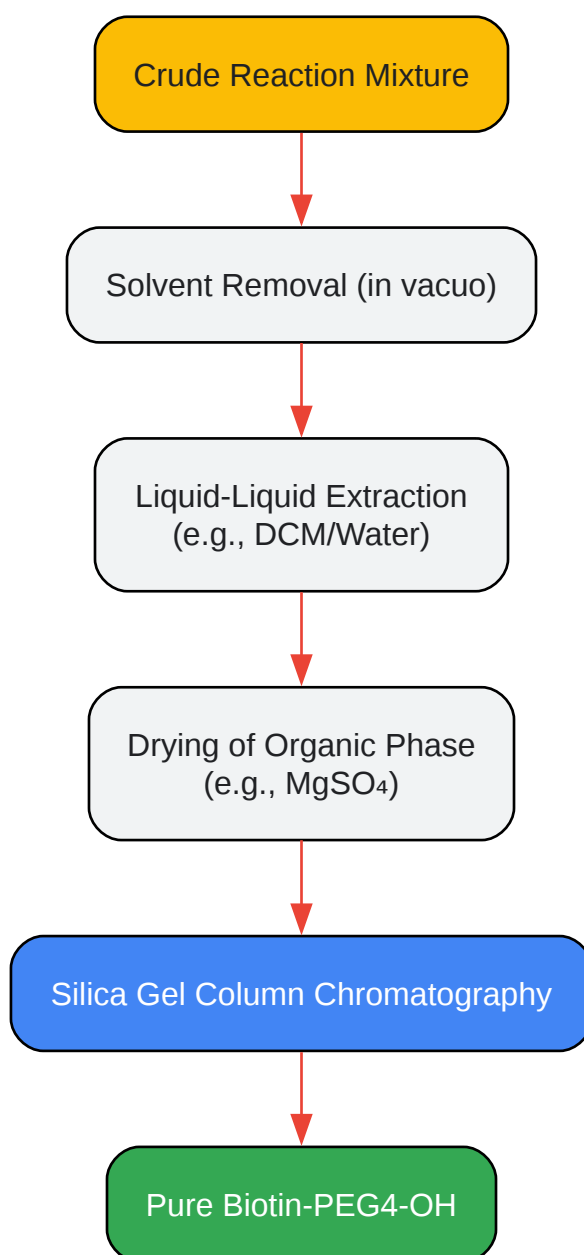 Crude Reaction Mixture
Solvent Removal (in vacuo)
Liquid-Liquid Extraction
(e.g., DCM/Water)
Drying of Organic Phase
(e.g., MgSO₄)
Silica Gel Column Chromatography
Pure Biotin-PEG4-OH